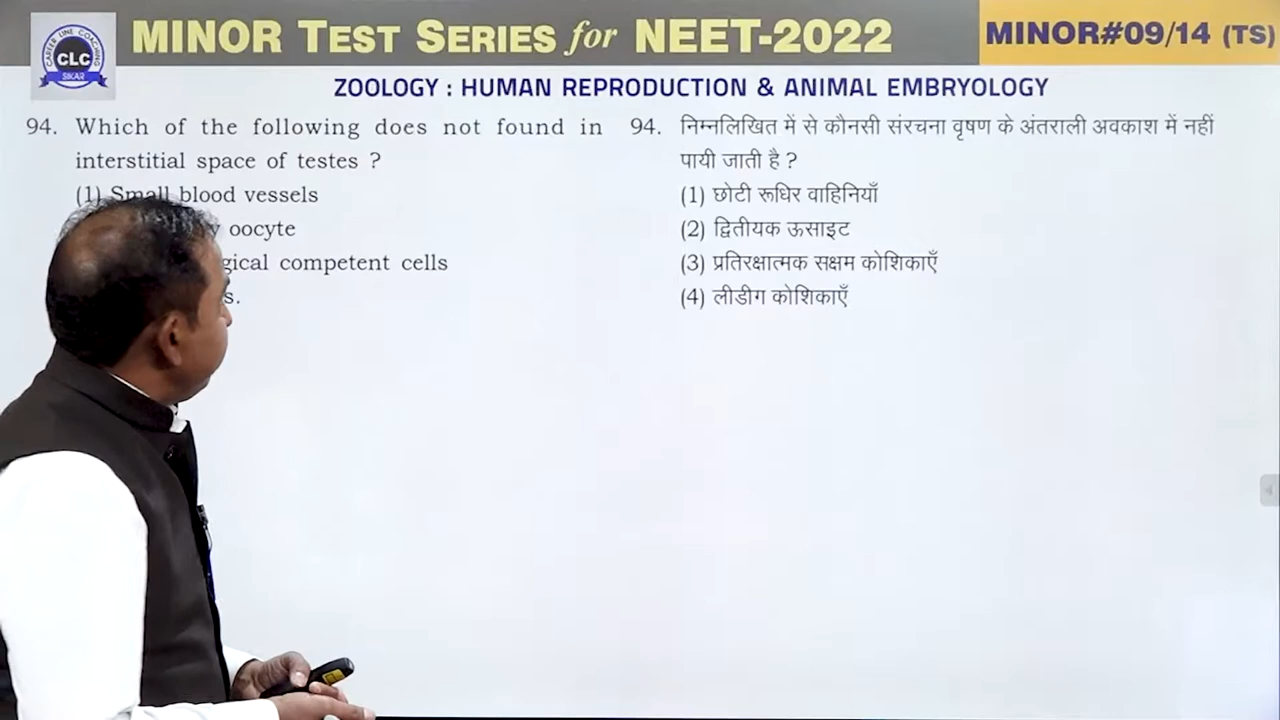 CAREER LINE COACHING
CLC
SIKAR
MINOR TEST SERIES for NEET-2022
MINOR#09/14 (TS)
ZOOLOGY : HUMAN REPRODUCTION & ANIMAL EMBRYOLOGY
94. Which of the following does not found in
interstitial space of testes ?
(1) Small blood vessels
oocyte
competent cells
94. निम्नलिखित में से कौनसी संरचना वृषण के अंतराली अवकाश में नहीं
पायी जाती है ?
(1) छोटी रूधिर वाहिनियाँ
(2) द्वितीयक ऊसाइट
(3) प्रतिरक्षात्मक सक्षम कोशिकाएँ
(4) लीडीग कोशिकाएँ